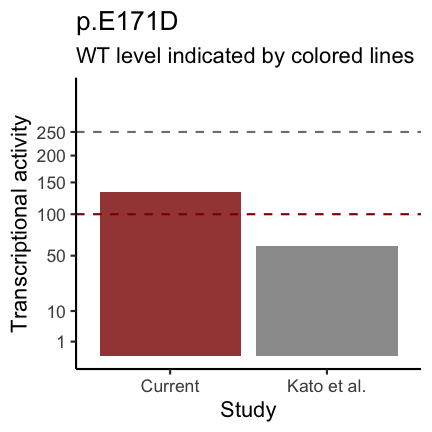 p.E171D
WT level indicated by colored lines
Transcriptional activity
250
200
150
100
50
10
1
Current
Kato et al.
Study